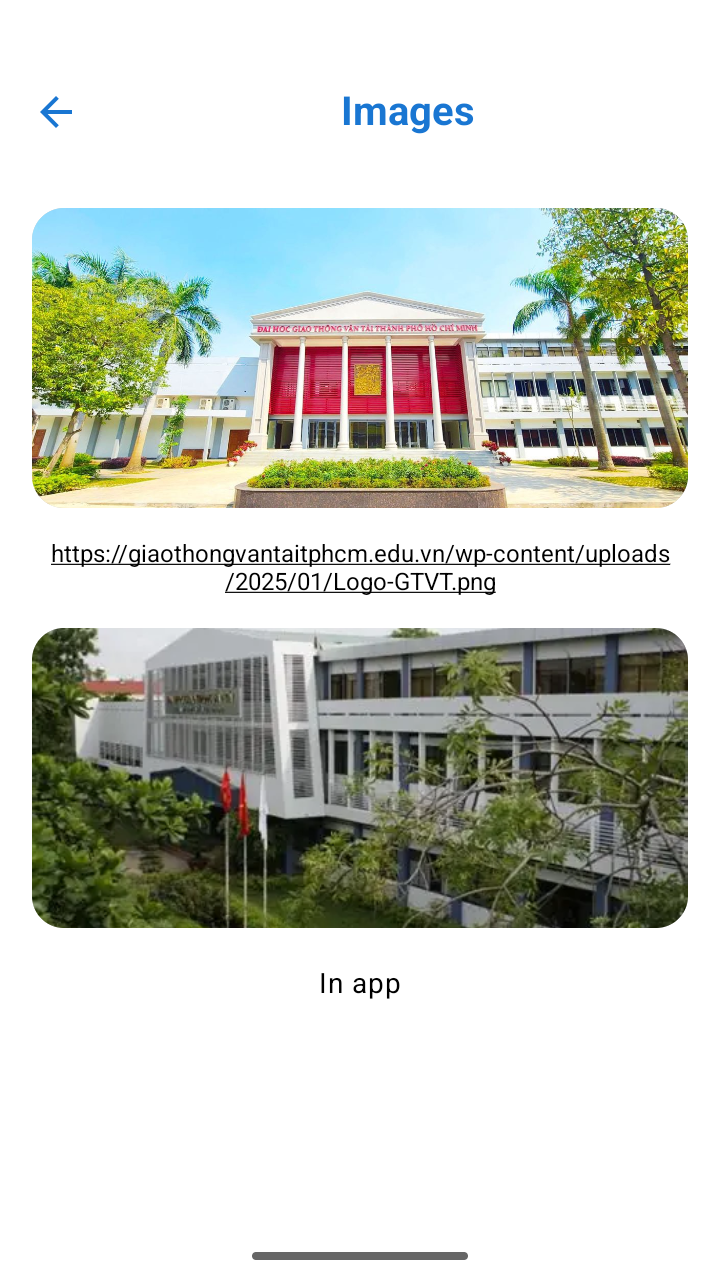 Images
ĐẠI HỌC GIAO THÔNG VẬN TẢI THÀNH PHỐ HỒ CHÍ MINH
https://giaothongvantaitphcm.edu.vn/wp-content/uploads
/2025/01/Logo-GTVT.png
In app